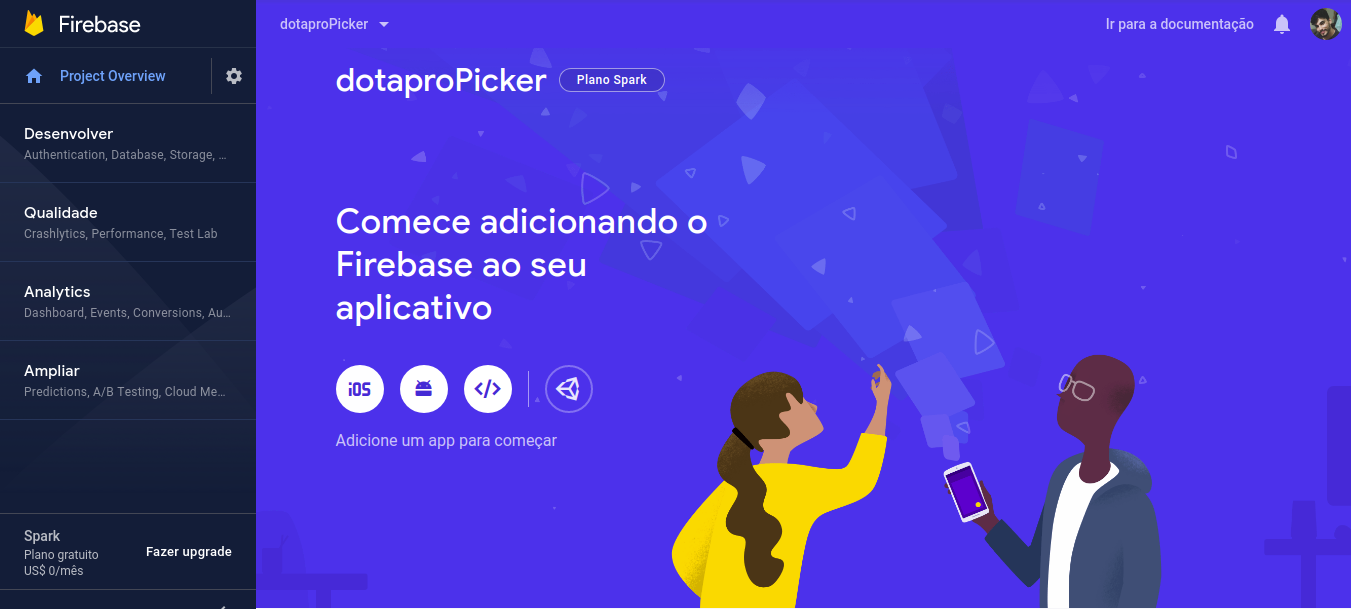 Firebase
dotaproPicker
Ir para a documentação
Project Overview
dotaproPicker
Plano Spark
Desenvolver
Authentication, Database, Storage, ...
Qualidade
Crashlytics, Performance, Test Lab
Analytics
Dashboard, Events, Conversions, Au...
Ampliar
Predictions, A/B Testing, Cloud Me...
Comece adicionando o
Firebase ao seu
aplicativo
iOS
</>
Adicione um app para começar
Spark
Plano gratuito
US$ 0/mês
Fazer upgrade